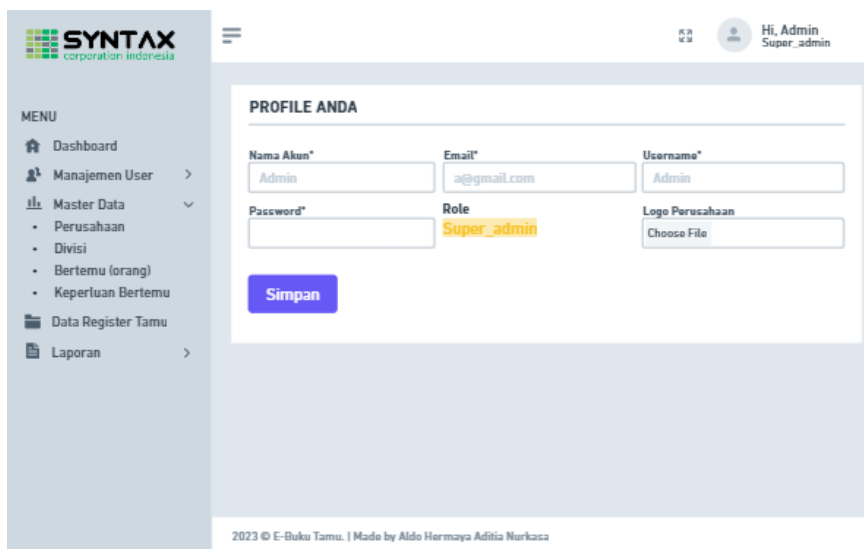 SYNTAX
corporation indonesia
Hi, Admin
Super_admin
MENU
Dashboard
Manajemen User
Master Data
Perusahaan
Divisi
Bertemu (orang)
Keperluan Bertemu
Data Register Tamu
Laporan
PROFILE ANDA
Nama Akun* Email* Username*
Admin a@gmail.com Admin
Password* Role Logo Perusahaan
Super_admin Choose File
Simpan
2023 © E-Buku Tamu. | Made by Aldo Hermaya Aditia Nurkasa